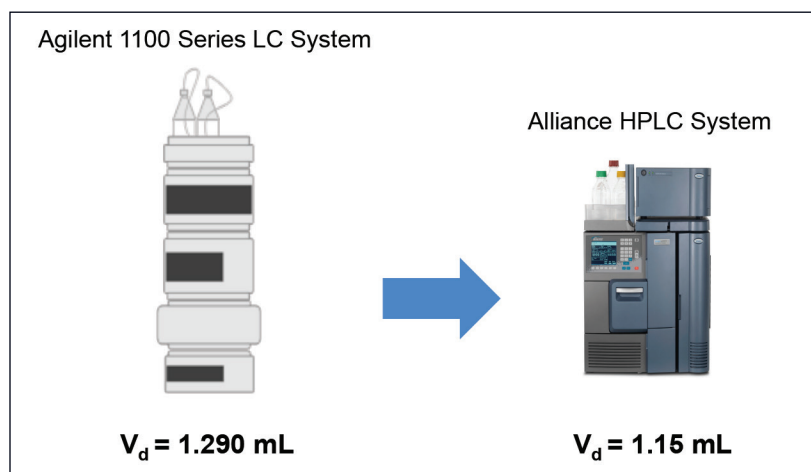 Agilent 1100 Series LC System
Alliance HPLC System
Vd = 1.290 mL
Vd = 1.15 mL